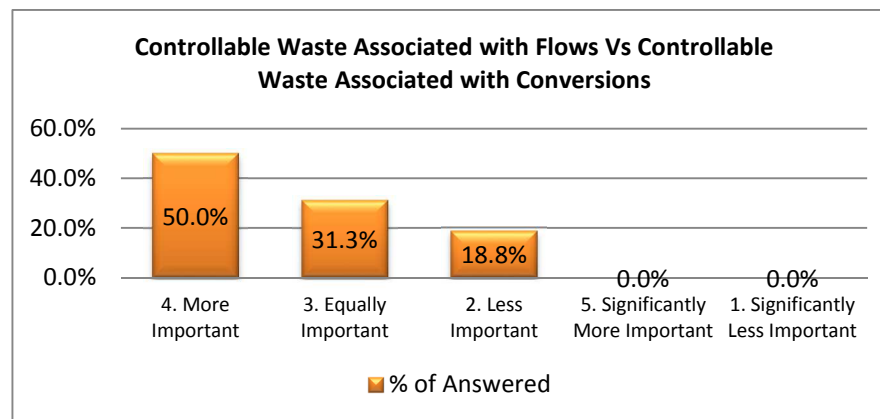 Controllable Waste Associated with Flows Vs Controllable
Waste Associated with Conversions
60.0%
40.0%
20.0%
0.0%
50.0%
31.3%
18.8%
0.0%
0.0%
4. More
Important
3. Equally
Important
2. Less
Important
5. Significantly
More Important
1. Significantly
Less Important
% of Answered